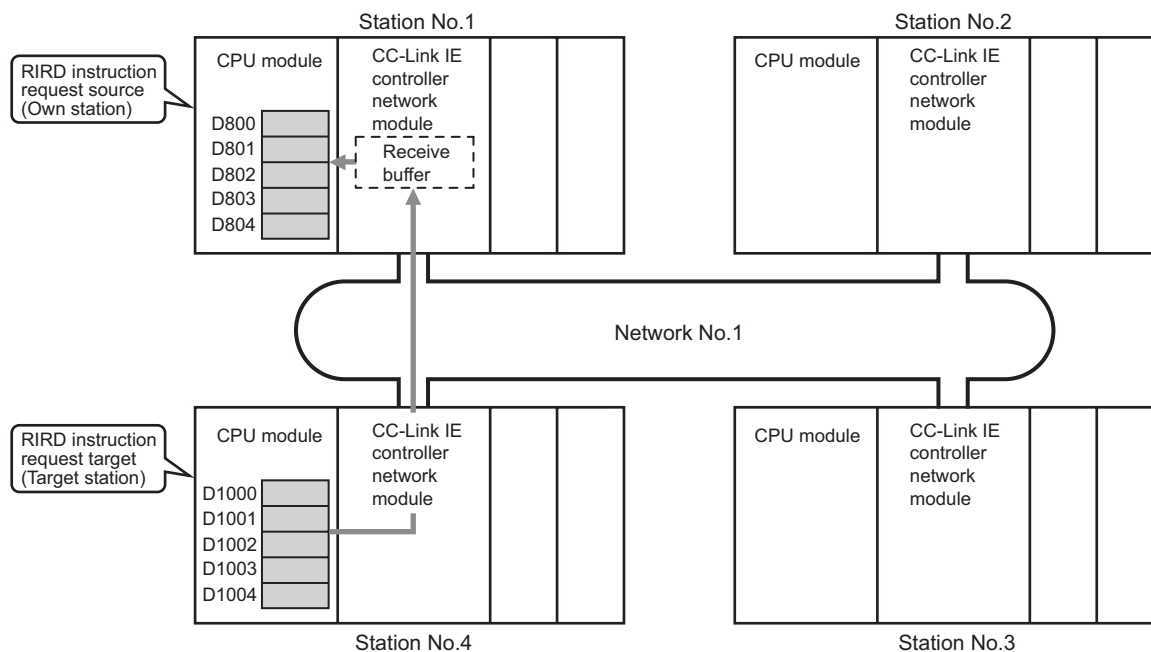 Station No.1
Station No.2
RIRD instruction
request source
(Own station)
CPU module
D800
D801
D802
D803
D804
CC-Link IE
controller
network
module
Receive
buffer
CPU module
CC-Link IE
controller
network
module
Network No.1
RIRD instruction
request target
(Target station)
CPU module
D1000
D1001
D1002
D1003
D1004
CC-Link IE
controller
network
module
CPU module
CC-Link IE
controller
network
module
Station No.4
Station No.3